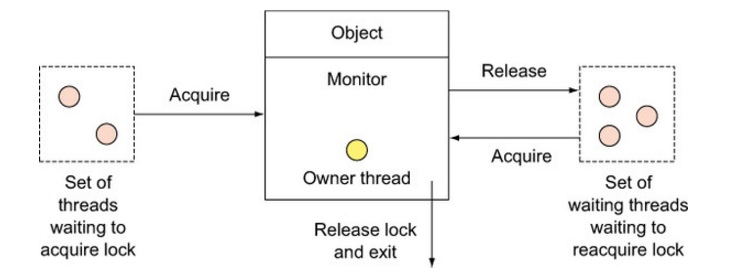 Object
Monitor
Acquire
Release
Acquire
Owner thread
Set of
threads
waiting to
acquire lock
Release lock
and exit
Set of
waiting threads
waiting to
reacquire lock